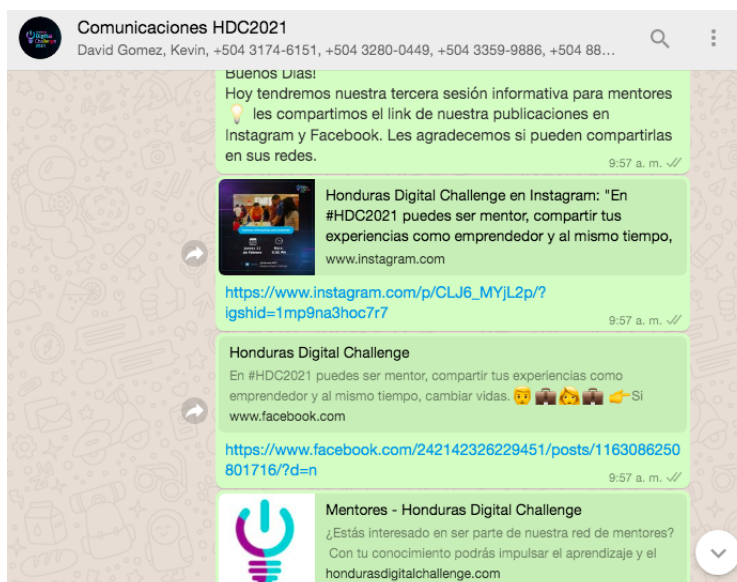 Comunicaciones HDC2021
David Gomez, Kevin, +504 3174-6151, +504 3280-0449, +504 3359-9886, +504 88...
Buenos Días!
Hoy tendremos nuestra tercera sesión informativa para mentores
💡 les compartimos el link de nuestra publicaciones en
Instagram y Facebook. Les agradecemos si pueden compartirlas
en sus redes.
9:57 a. m.
Honduras Digital Challenge en Instagram: "En
#HDC2021 puedes ser mentor, compartir tus
experiencias como emprendedor y al mismo tiempo,
www.instagram.com
https://www.instagram.com/p/CLJ6_MYjL2p/?
igshid=1mp9na3hoc7r7
9:57 a. m.
Honduras Digital Challenge
En #HDC2021 puedes ser mentor, compartir tus experiencias como
emprendedor y al mismo tiempo, cambiar vidas. 👨💼👩💼👉Si
www.facebook.com
https://www.facebook.com/242142326229451/posts/1163086250
801716/?d=n
9:57 a. m.
Mentores - Honduras Digital Challenge
¿Estás interesado en ser parte de nuestra red de mentores?
Con tu conocimiento podrás impulsar el aprendizaje y el
hondurasdigitalchallenge.com